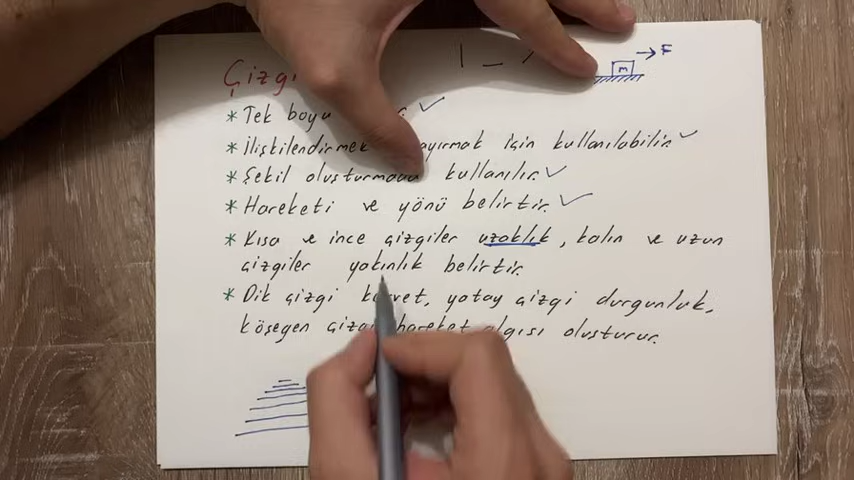 Çizgi
m F
* Tek boyu
* İlişkilendirmek ayırmak için kullanılabilir.
* Şekil oluşturmada kullanılır.
* Hareketi ve yönü belirtir.
* Kısa ve ince çizgiler uzaklık, kalın ve uzun
çizgiler yakınlık belirtir.
* Dik çizgi kuvvet, yatay çizgi durgunluk,
köşegen çizgi hareket algısı oluşturur.